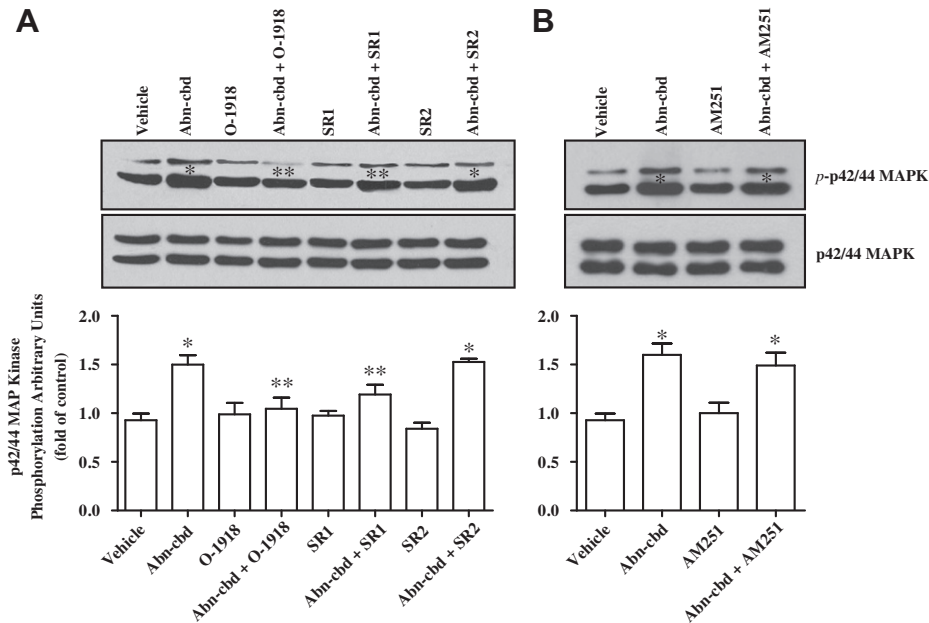 A
Vehicle
Abn-cbd
O-1918
Abn-cbd + O-1918
SR1
Abn-cbd + SR1
SR2
Abn-cbd + SR2
* ** ** *
B
Vehicle
Abn-cbd
AM251
Abn-cbd + AM251
* *
p-p42/44 MAPK
p42/44 MAPK
p42/44 MAP Kinase
Phosphorylation Arbitrary Units
(fold of control)
2.0
1.5
1.0
0.5
0.0
* ** ** *
Vehicle
Abn-cbd
O-1918
Abn-cbd + O-1918
SR1
Abn-cbd + SR1
SR2
Abn-cbd + SR2
2.0
1.5
1.0
0.5
0.0
* *
Vehicle
Abn-cbd
AM251
Abn-cbd + AM251